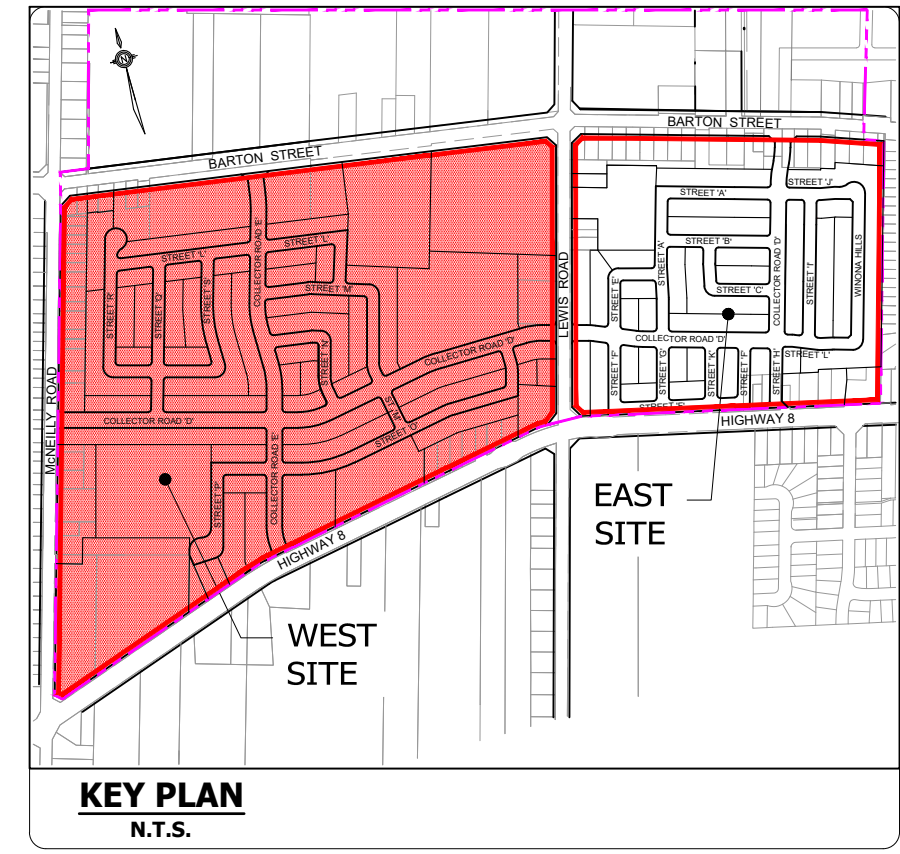 N
BARTON STREET
BARTON STREET
STREET 'A'
STREET 'J'
STREET 'L'
STREET 'L'
COLLECTOR ROAD 'E'
STREET 'A'
STREET 'B'
COLLECTOR ROAD 'D'
STREET 'I'
WINONA HILLS
STREET 'R'
STREET 'Q'
STREET 'S'
STREET 'M'
STREET 'E'
STREET 'C'
LEWIS ROAD
STREET 'N'
COLLECTOR ROAD 'D'
COLLECTOR ROAD 'D'
STREET 'F'
STREET 'G'
STREET 'K'
STREET 'F'
STREET 'H'
STREET 'L'
McNEILLY ROAD
COLLECTOR ROAD 'D'
STREET 'O'
HIGHWAY 8
COLLECTOR ROAD 'E'
STREET 'P'
EAST
SITE
HIGHWAY 8
WEST
SITE
KEY PLAN
N.T.S.